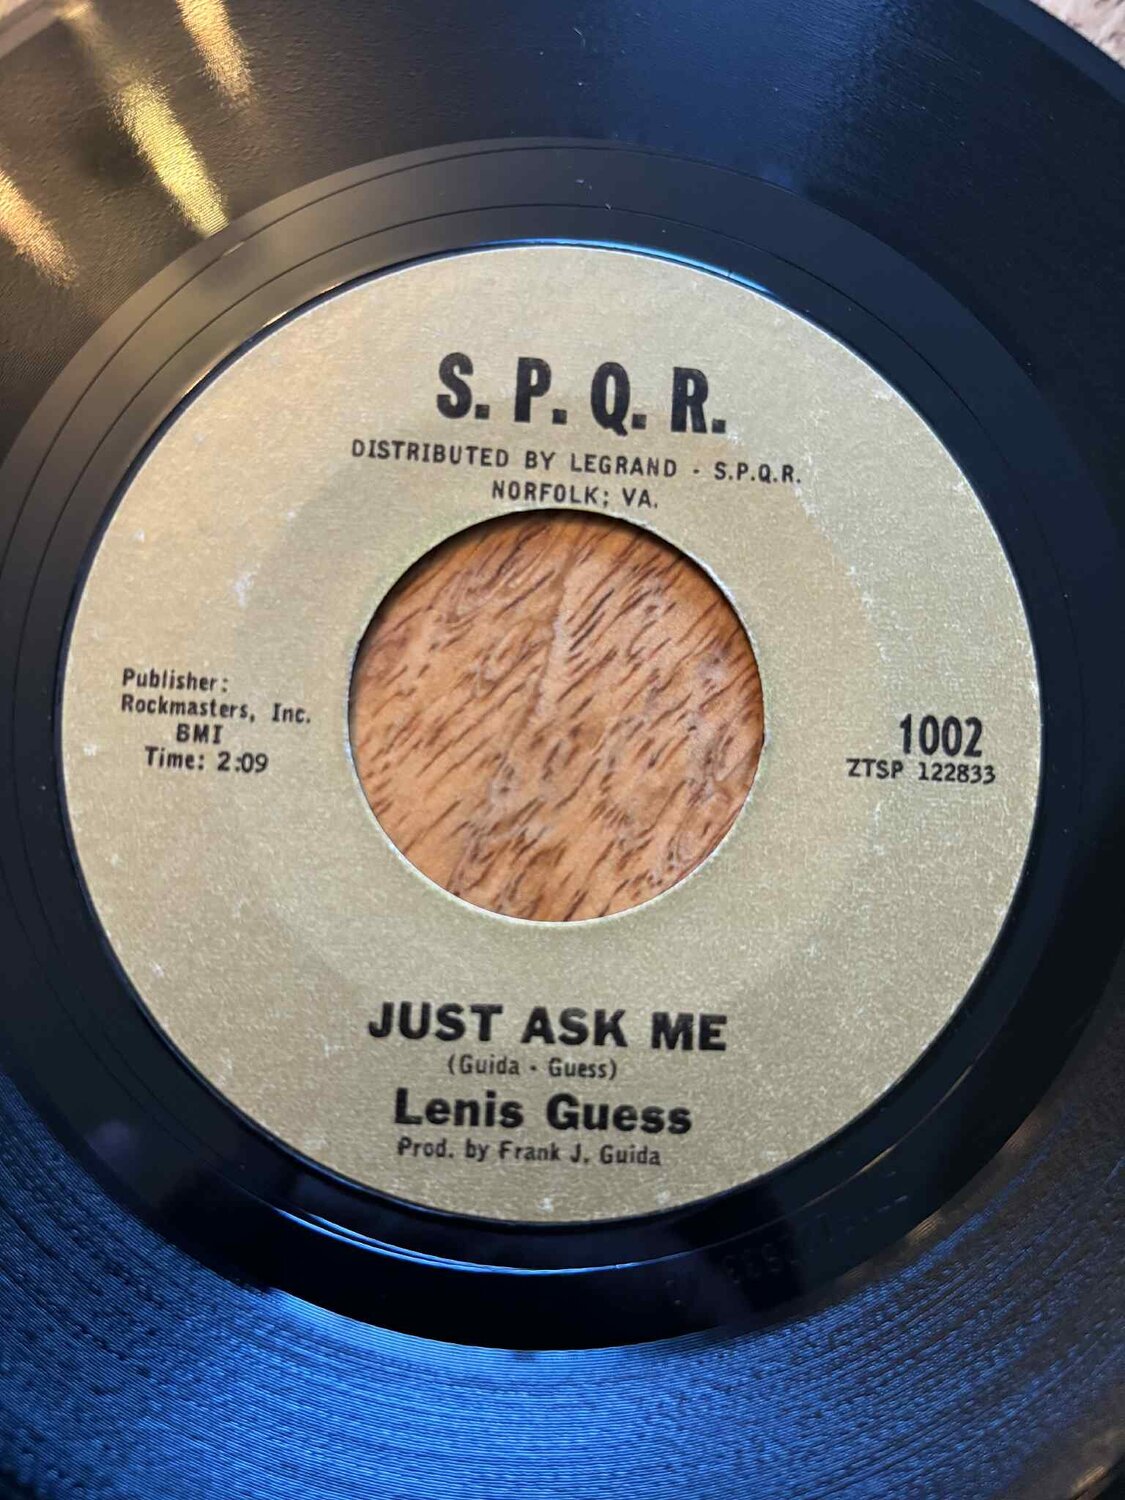 S. P. Q. R.
DISTRIBUTED BY LEGRAND - S.P.Q.R.
NORFOLK; VA.
Publisher:
Rockmasters, Inc.
BMI
Time: 2:09
1002
ZTSP 122833
JUST ASK ME
(Guida - Guess)
Lenis Guess
Prod. by Frank J. Guida